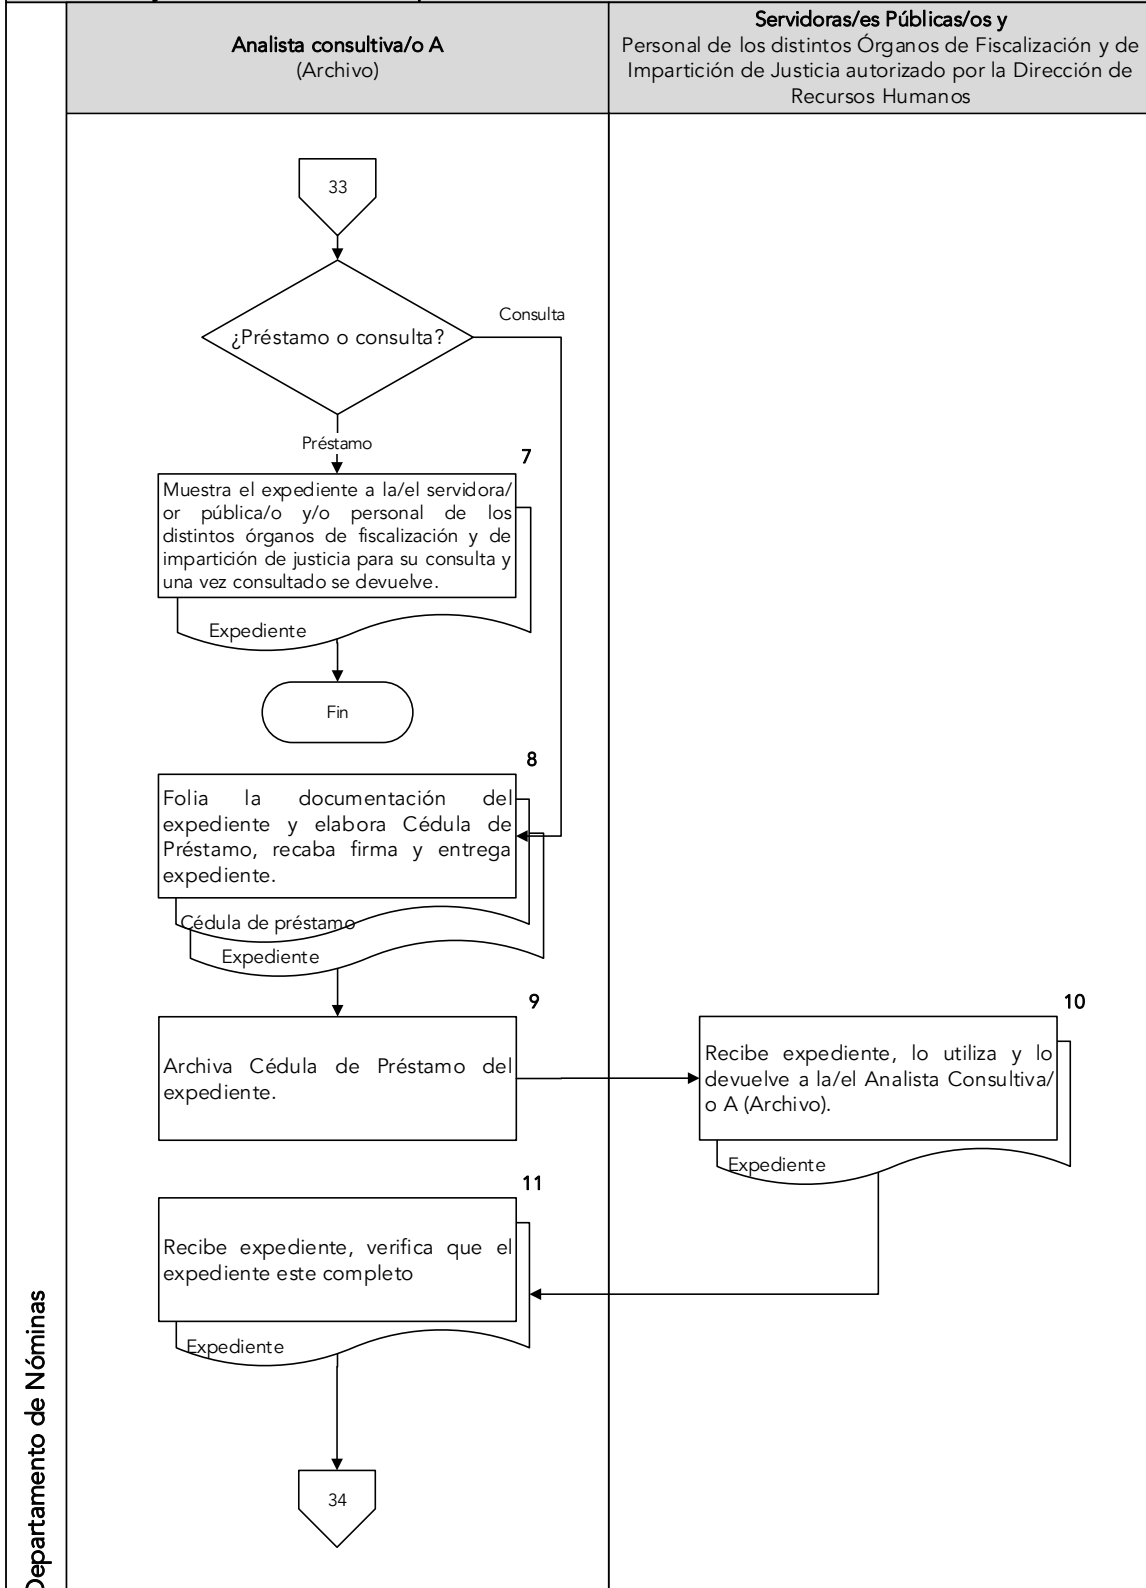 Analista consultiva/o A
(Archivo)
Servidoras/es Públicas/os y
Personal de los distintos Órganos de Fiscalización y de
Impartición de Justicia autorizado por la Dirección de
Recursos Humanos
33
¿Préstamo o consulta?
Consulta
Préstamo
7
Muestra el expediente a la/el servidora/
or pública/o y/o personal de los
distintos órganos de fiscalización y de
impartición de justicia para su consulta y
una vez consultado se devuelve.
Expediente
Fin
8
Folia la documentación del
expediente y elabora Cédula de
Préstamo, recaba firma y entrega
expediente.
Cédula de préstamo
Expediente
9
Archiva Cédula de Préstamo del
expediente.
10
Recibe expediente, lo utiliza y lo
devuelve a la/el Analista Consultiva/
o A (Archivo).
Expediente
11
Recibe expediente, verifica que el
expediente este completo
Expediente
34
Departamento de Nóminas